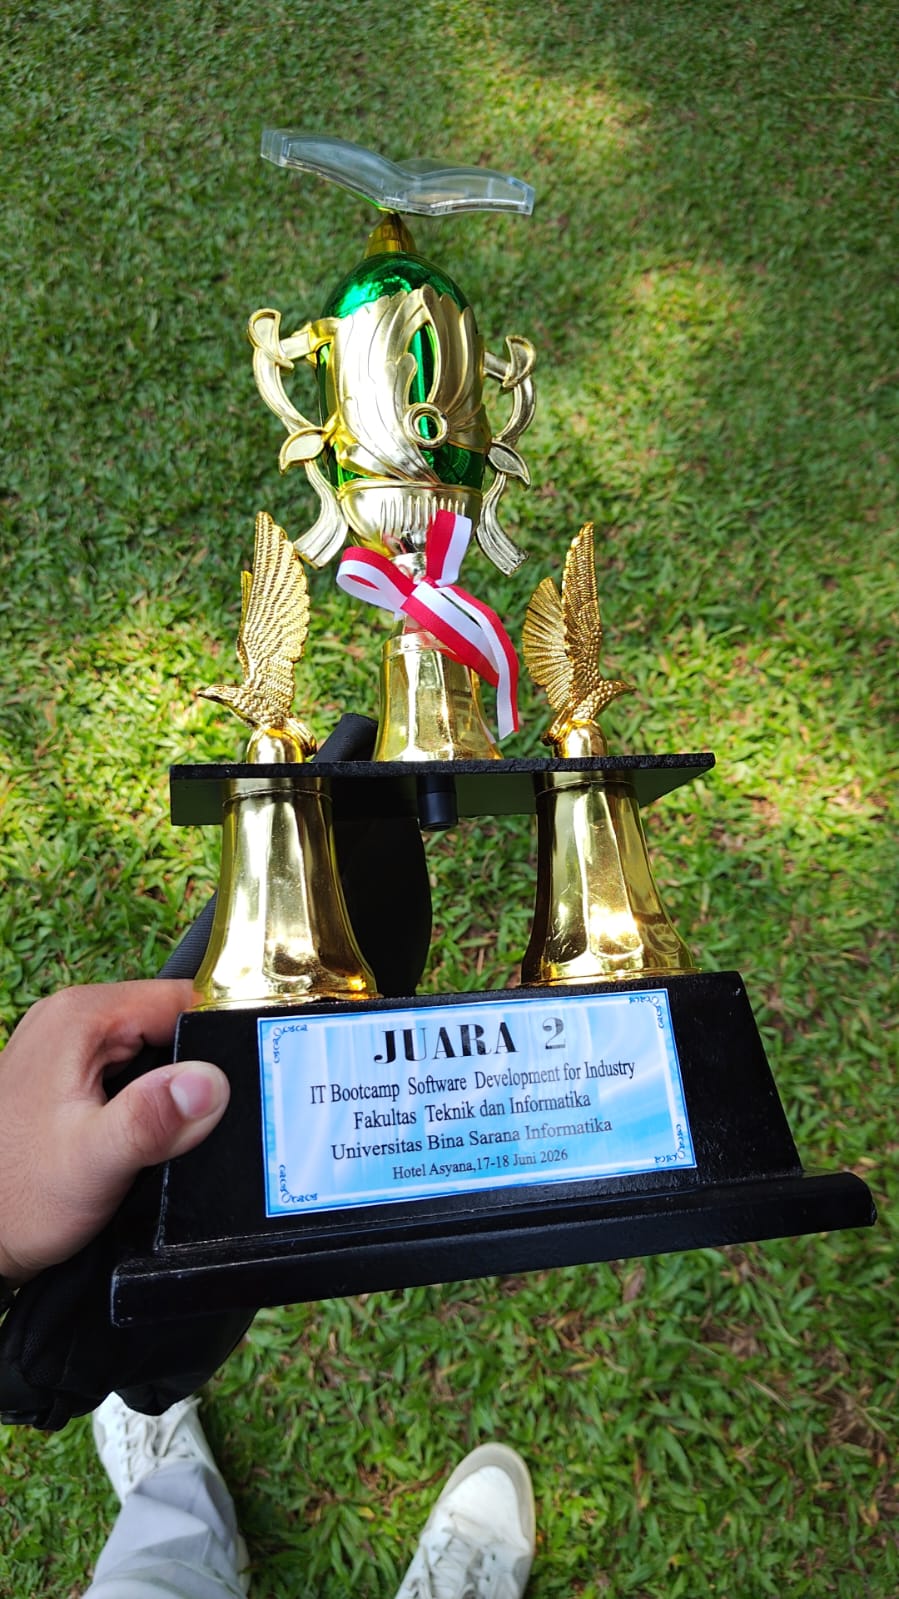 JUARA 2
IT Bootcamp Software Development for Industry
Fakultas Teknik dan Informatika
Universitas Bina Sarana Informatika
Hotel Asyana,17-18 Juni 2026